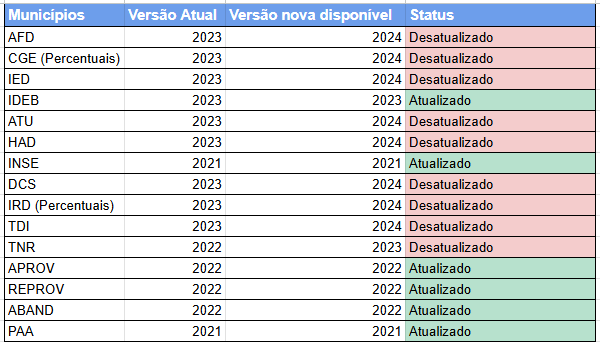 Municípios Versão Atual Versão nova disponível Status
AFD 2023 2024 Desatualizado
CGE (Percentuais) 2023 2024 Desatualizado
IED 2023 2024 Desatualizado
IDEB 2023 2023 Atualizado
ATU 2023 2024 Desatualizado
HAD 2023 2024 Desatualizado
INSE 2021 2021 Atualizado
DCS 2023 2024 Desatualizado
IRD (Percentuais) 2023 2024 Desatualizado
TDI 2023 2024 Desatualizado
TNR 2022 2023 Desatualizado
APROV 2022 2022 Atualizado
REPROV 2022 2022 Atualizado
ABAND 2022 2022 Atualizado
PAA 2021 2021 Atualizado